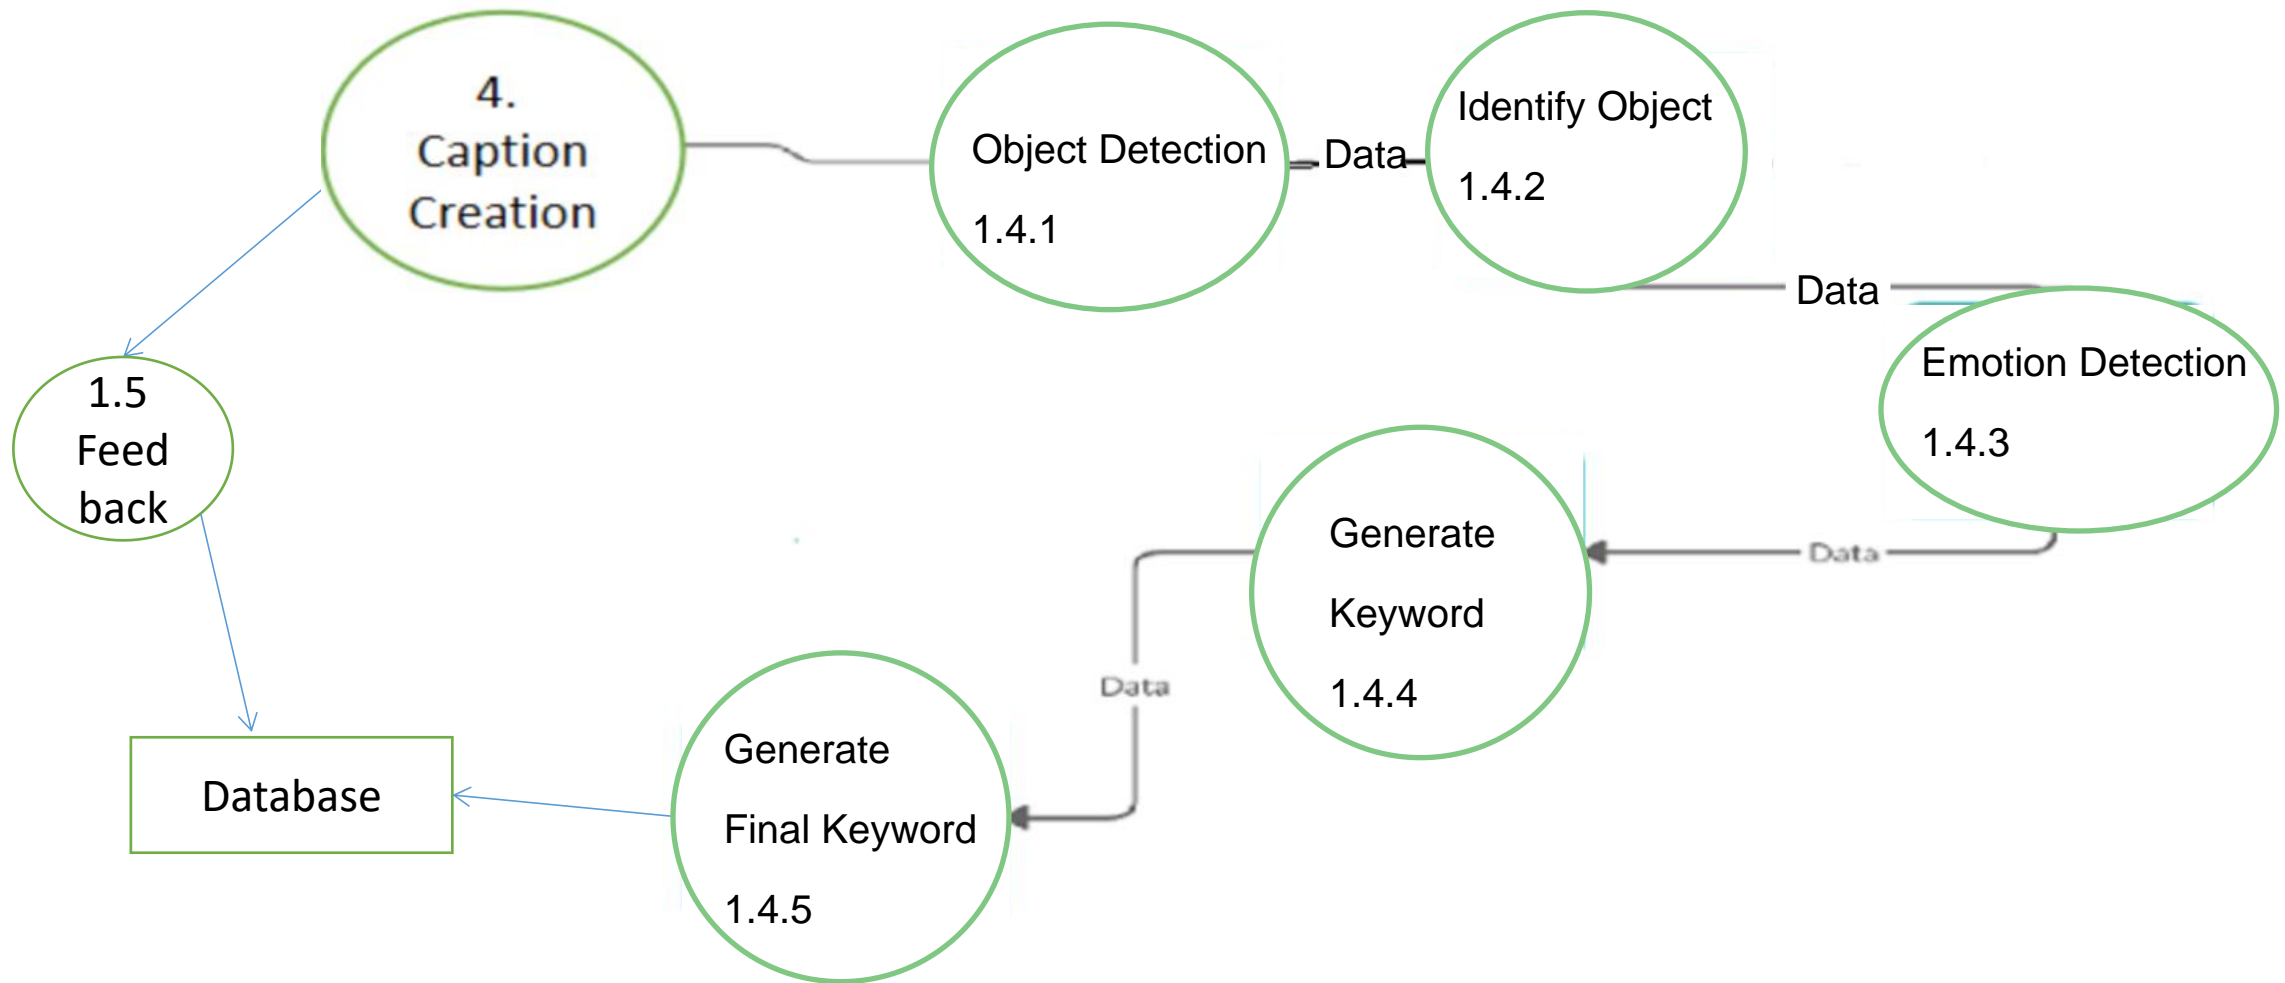 4.
Caption
Creation
Object Detection
1.4.1
Data
Identify Object
1.4.2
Data
Emotion Detection
1.4.3
Data
Generate
Keyword
1.4.4
Data
Generate
Final Keyword
1.4.5
1.5
Feed
back
Database